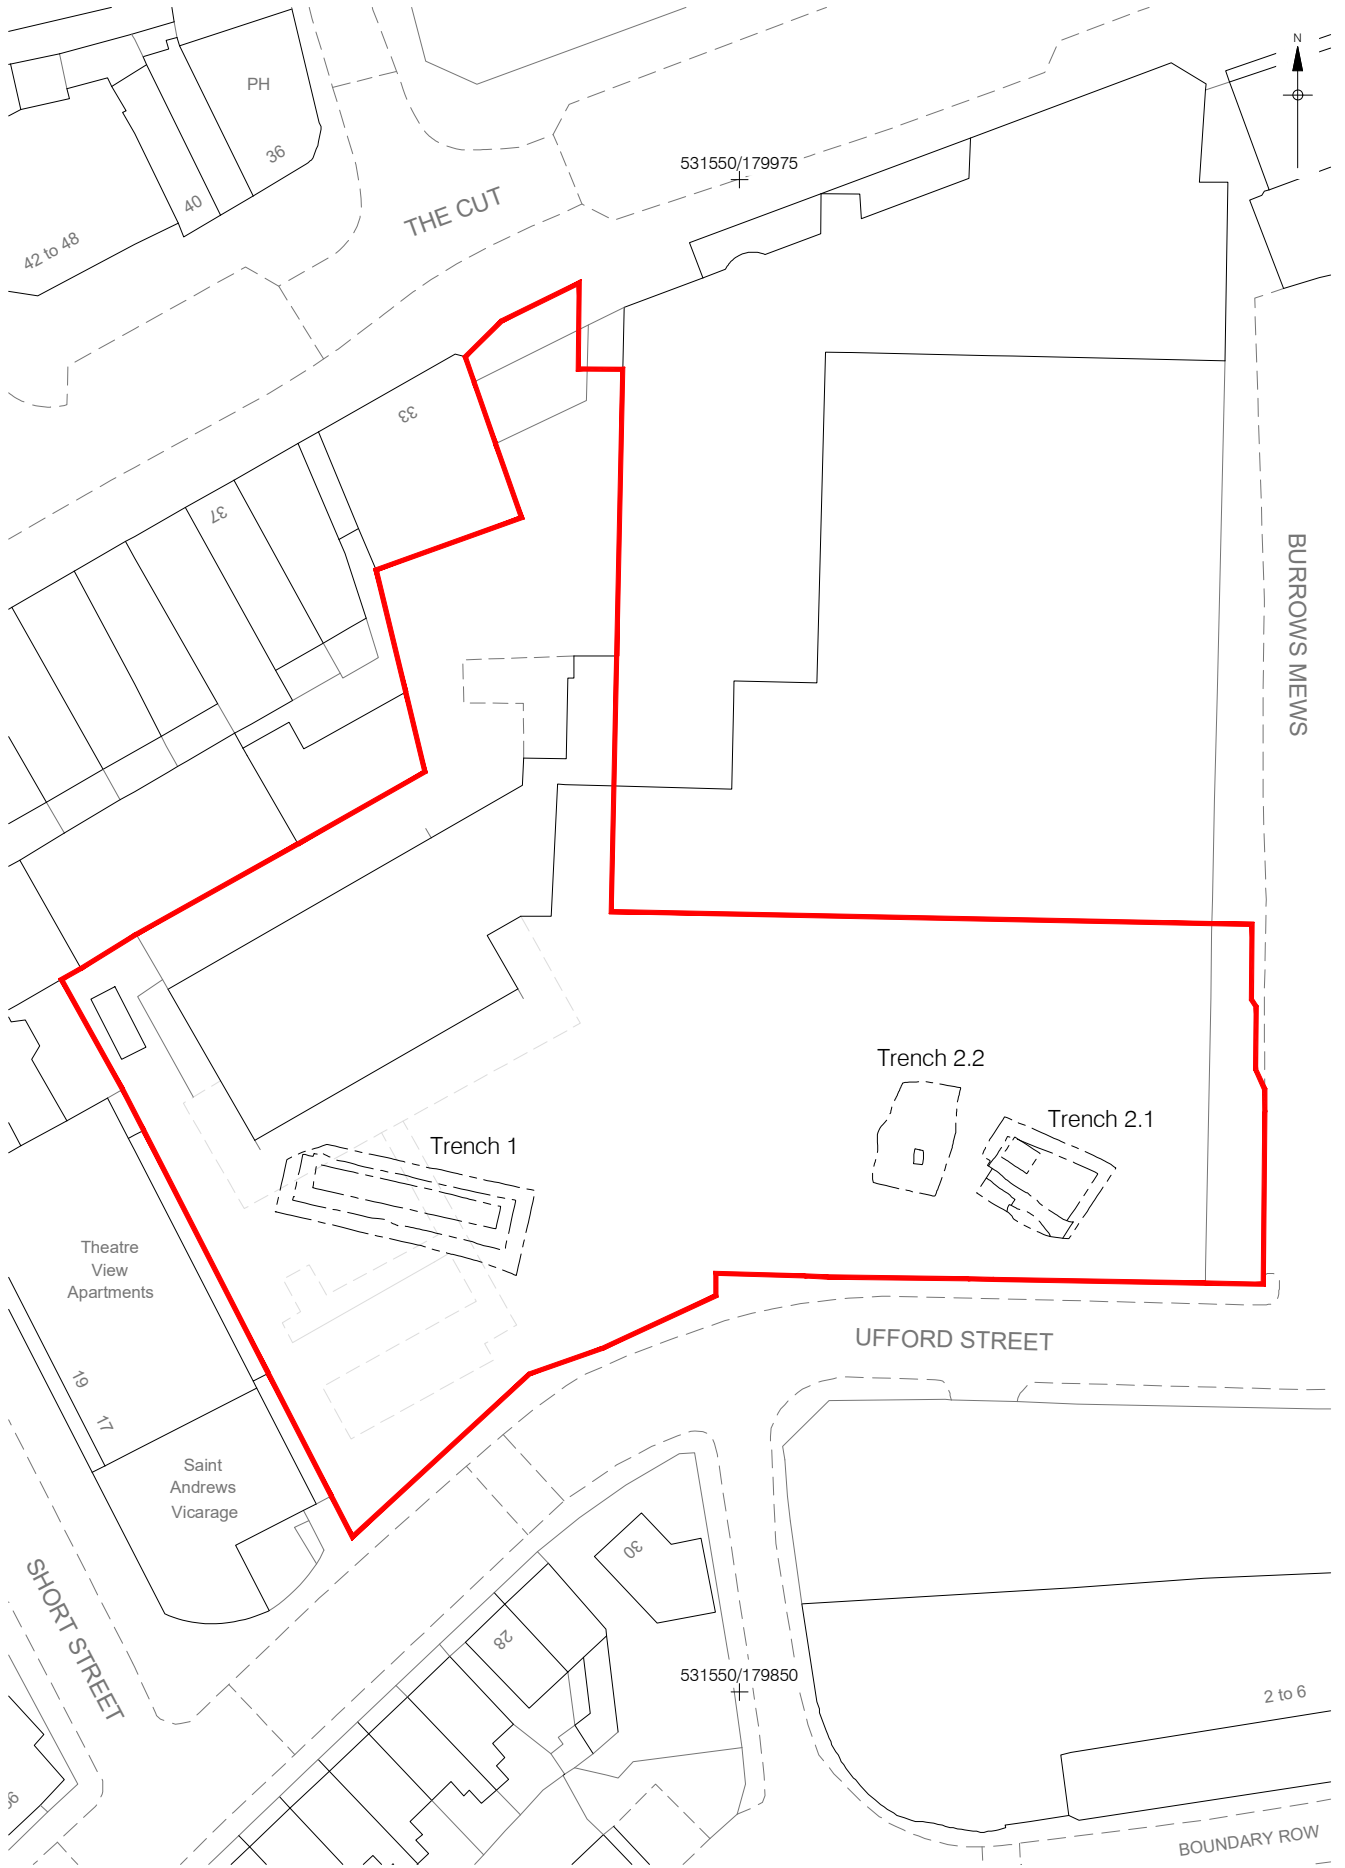 N
PH
36
40
42 to 48
THE CUT
531550/179975
33
37
BURROWS MEWS
Trench 2.2
Trench 2.1
Trench 1
Theatre
View
Apartments
UFFORD STREET
19
17
Saint
Andrews
Vicarage
SHORT STREET
30
28
531550/179850
2 to 6
BOUNDARY ROW